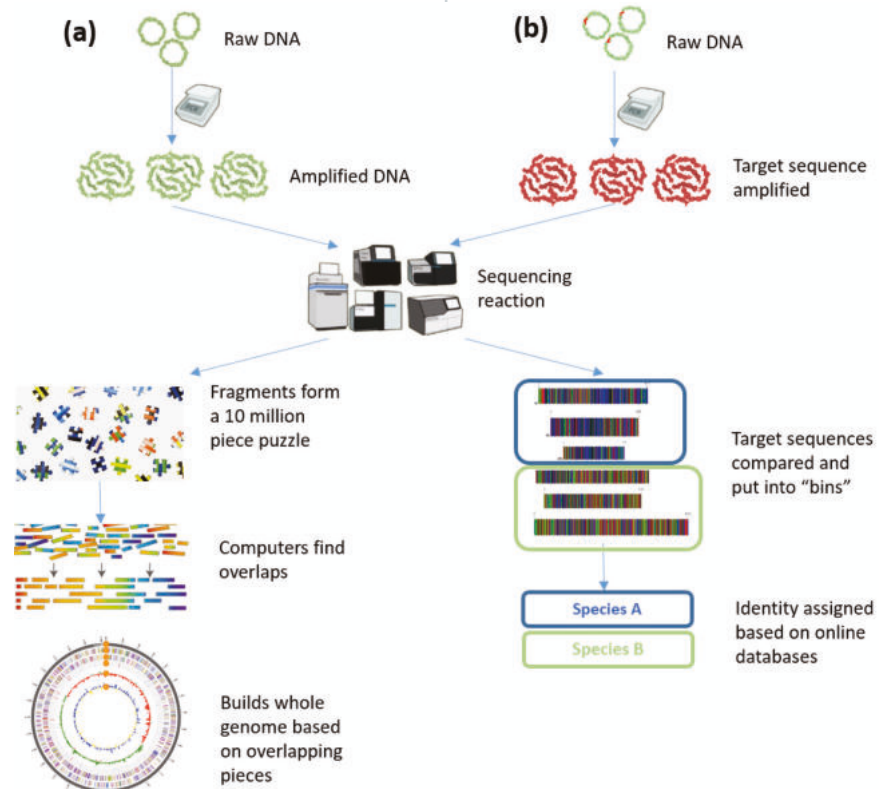 (a)
Raw DNA
(b)
Raw DNA
Amplified DNA
Target sequence
amplified
Sequencing
reaction
Fragments form
a 10 million
piece puzzle
Target sequences
compared and
put into “bins”
Computers find
overlaps
Species A
Species B
Identity assigned
based on online
databases
Builds whole
genome based
on overlapping
pieces